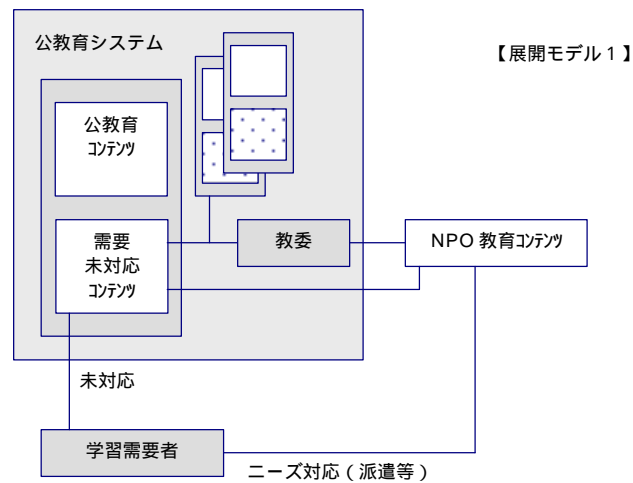 公教育システム
【展開モデル１】
公教育
ｺﾝﾃﾝﾂ
需要
未対応
ｺﾝﾃﾝﾂ
教委
NPO 教育ｺﾝﾃﾝﾂ
未対応
学習需要者
ニーズ対応（派遣等）